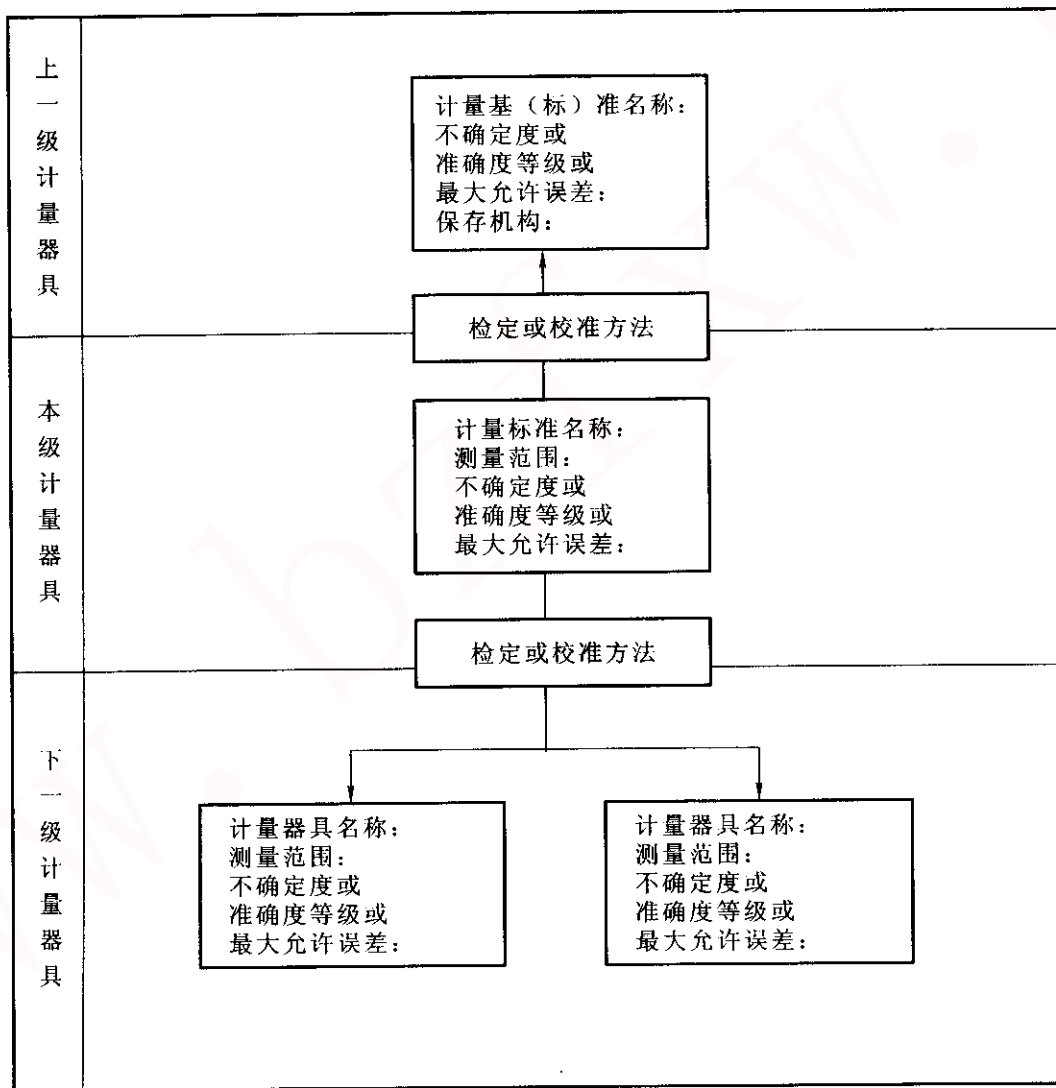 上一级计量器具
计量基（标）准名称：
不确定度或
准确度等级或
最大允许误差：
保存机构：
检定或校准方法
本级计量器具
计量标准名称：
测量范围：
不确定度或
准确度等级或
最大允许误差：
检定或校准方法
下一级计量器具
计量器具名称：
测量范围：
不确定度或
准确度等级或
最大允许误差：
计量器具名称：
测量范围：
不确定度或
准确度等级或
最大允许误差：